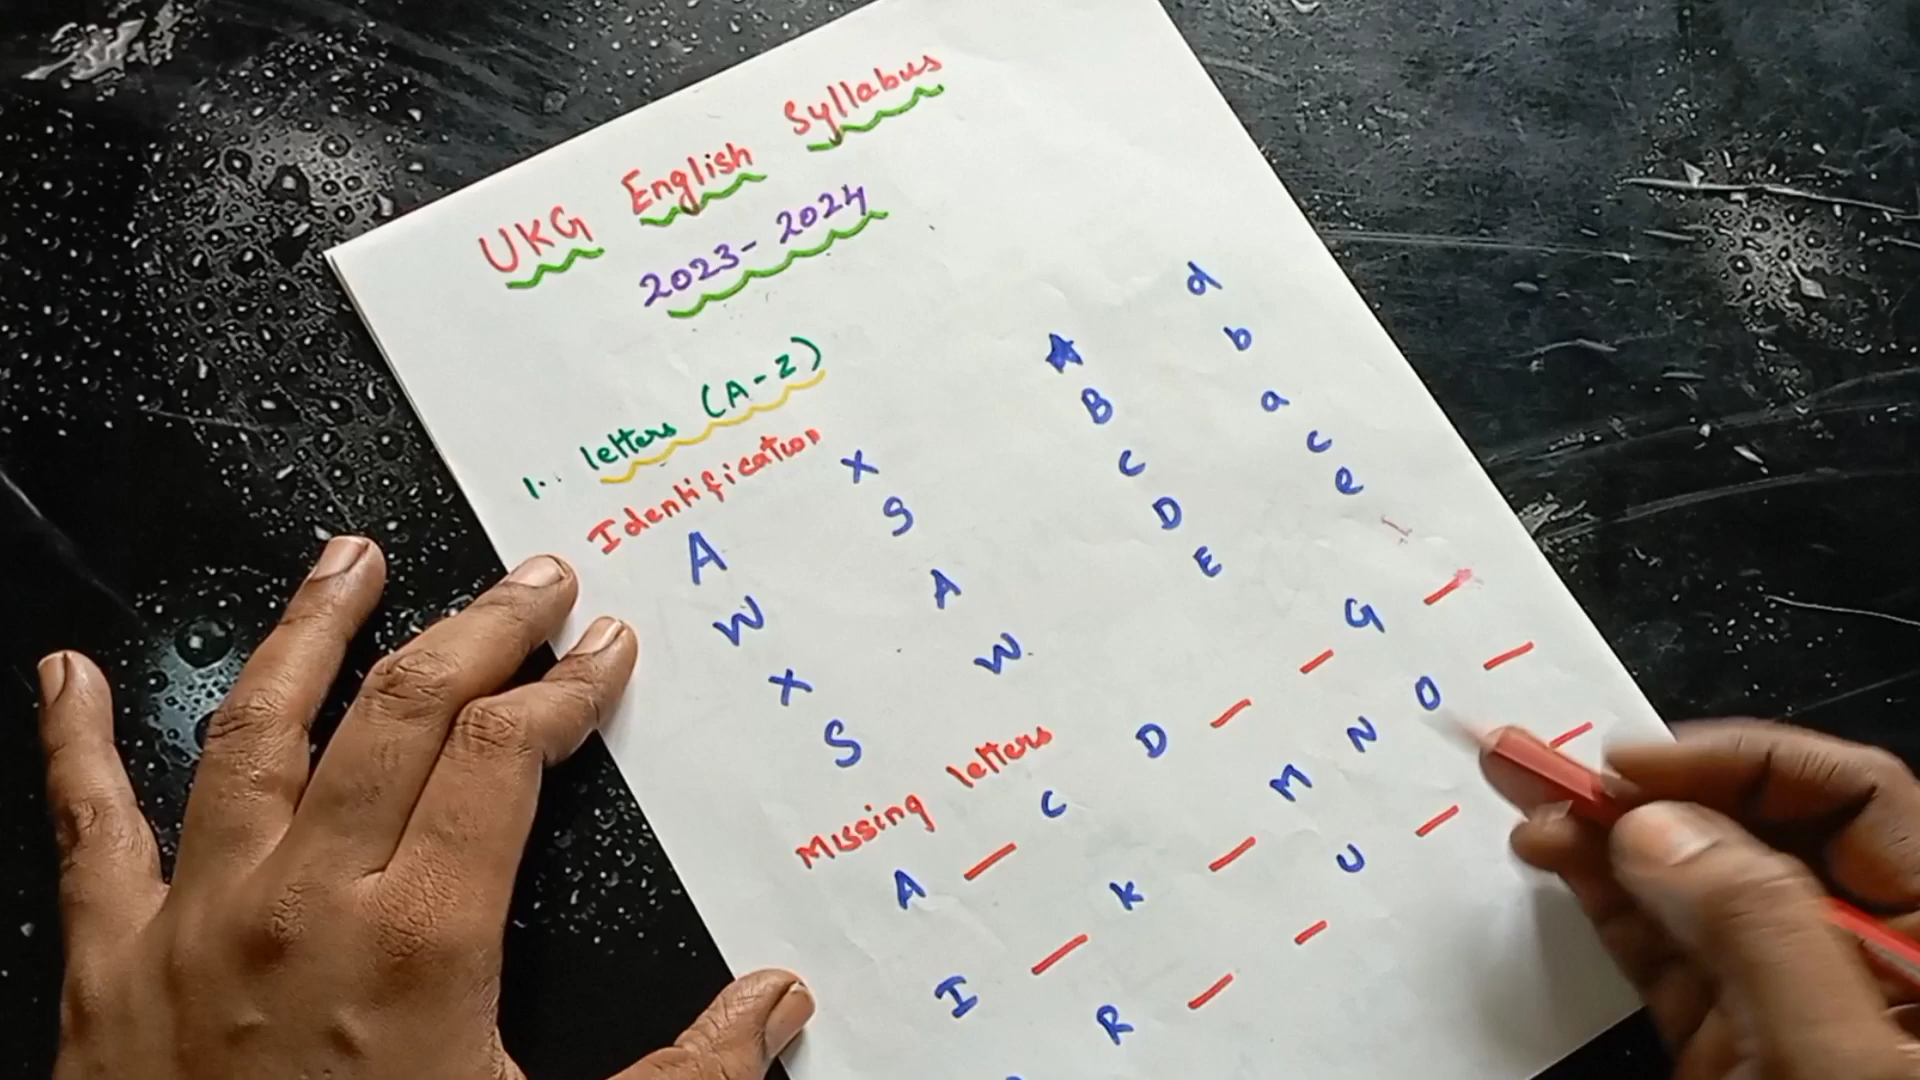 UKG English Syllabus
2023-2024
1. letters (A-Z)
Identification
A X
W S
X A
S W
A d
B b
C a
D c
E e
Missing letters
A — C D — — G —
I — K — M N O —
R — — U — —